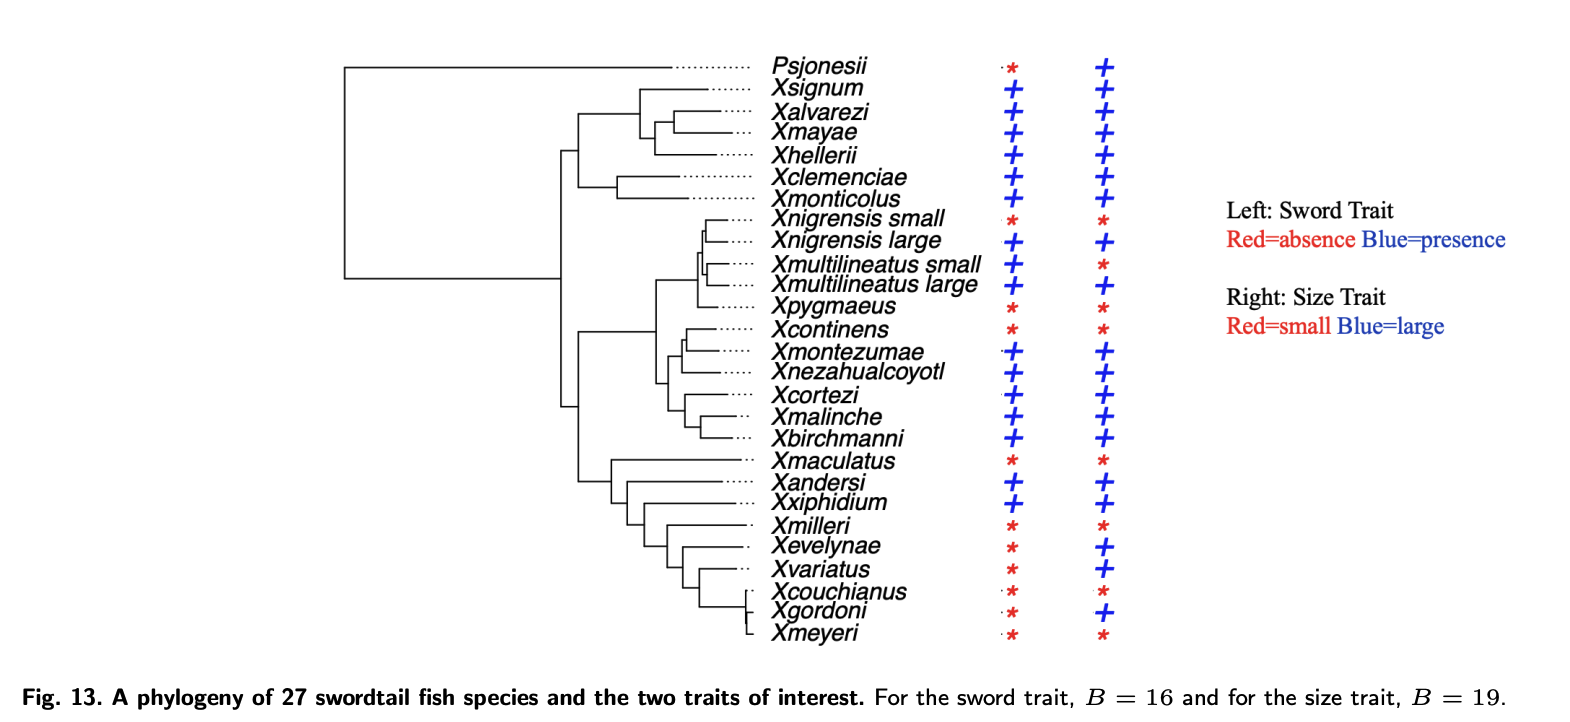 Psjonesii * +
Xsignum + +
Xalvarezi + +
Xmayae + +
Xhellerii + +
Xclemenciae + +
Xmonticolus + +
Xnigrensis small * *
Xnigrensis large + +
Xmultilineatus small + *
Xmultilineatus large + +
Xpygmaeus * *
Xcontinens * *
Xmontezumae + +
Xnezahualcoyotl + +
Xcortezi + +
Xmalinche + +
Xbirchmanni + +
Xmaculatus * *
Xandersi + +
Xxiphidium + +
Xmilleri * *
Xevelynae * +
Xvariatus * +
Xcouchianus * *
Xgordoni * +
Xmeyeri * *
Left: Sword Trait
Red=absence Blue=presence
Right: Size Trait
Red=small Blue=large
Fig. 13. A phylogeny of 27 swordtail fish species and the two traits of interest. For the sword trait, B = 16 and for the size trait, B = 19.